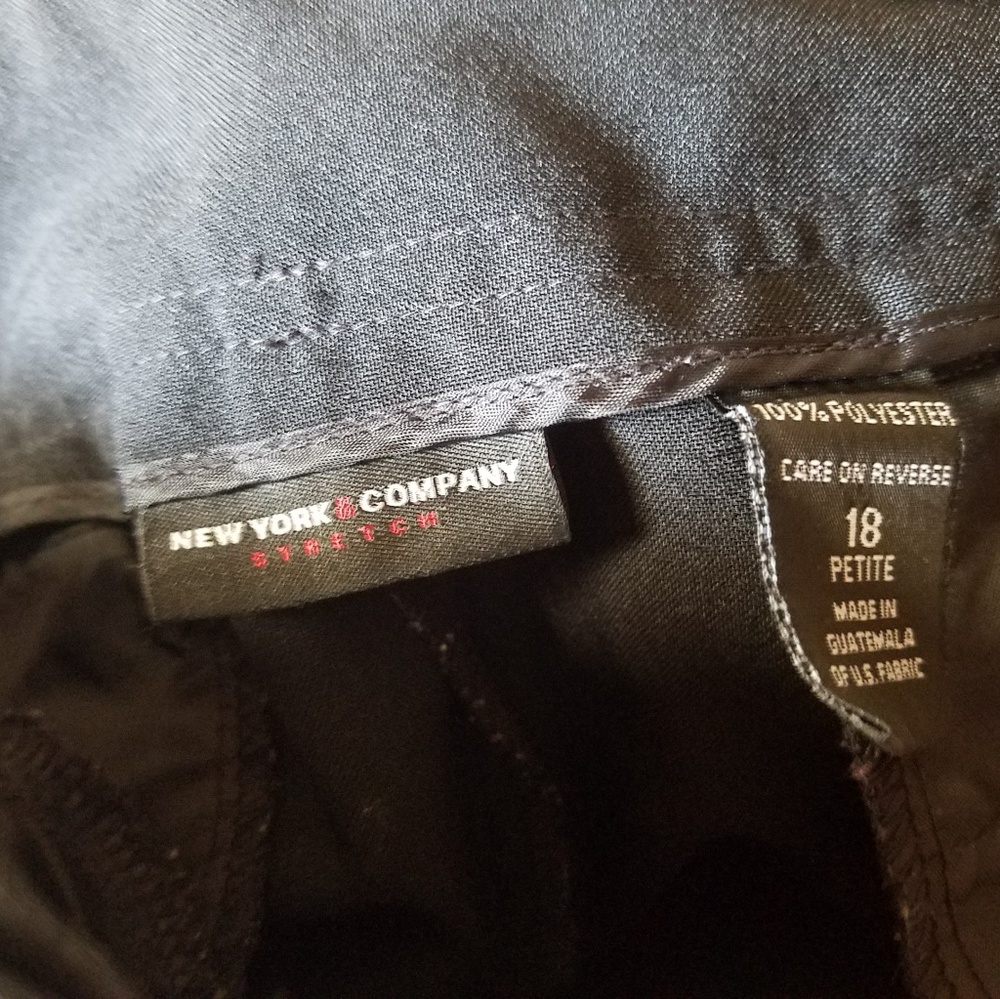 NEW YORK & COMPANY
STRETCH
100% POLYESTER
CARE ON REVERSE
18
PETITE
MADE IN
GUATEMALA
OF U.S. FABRIC